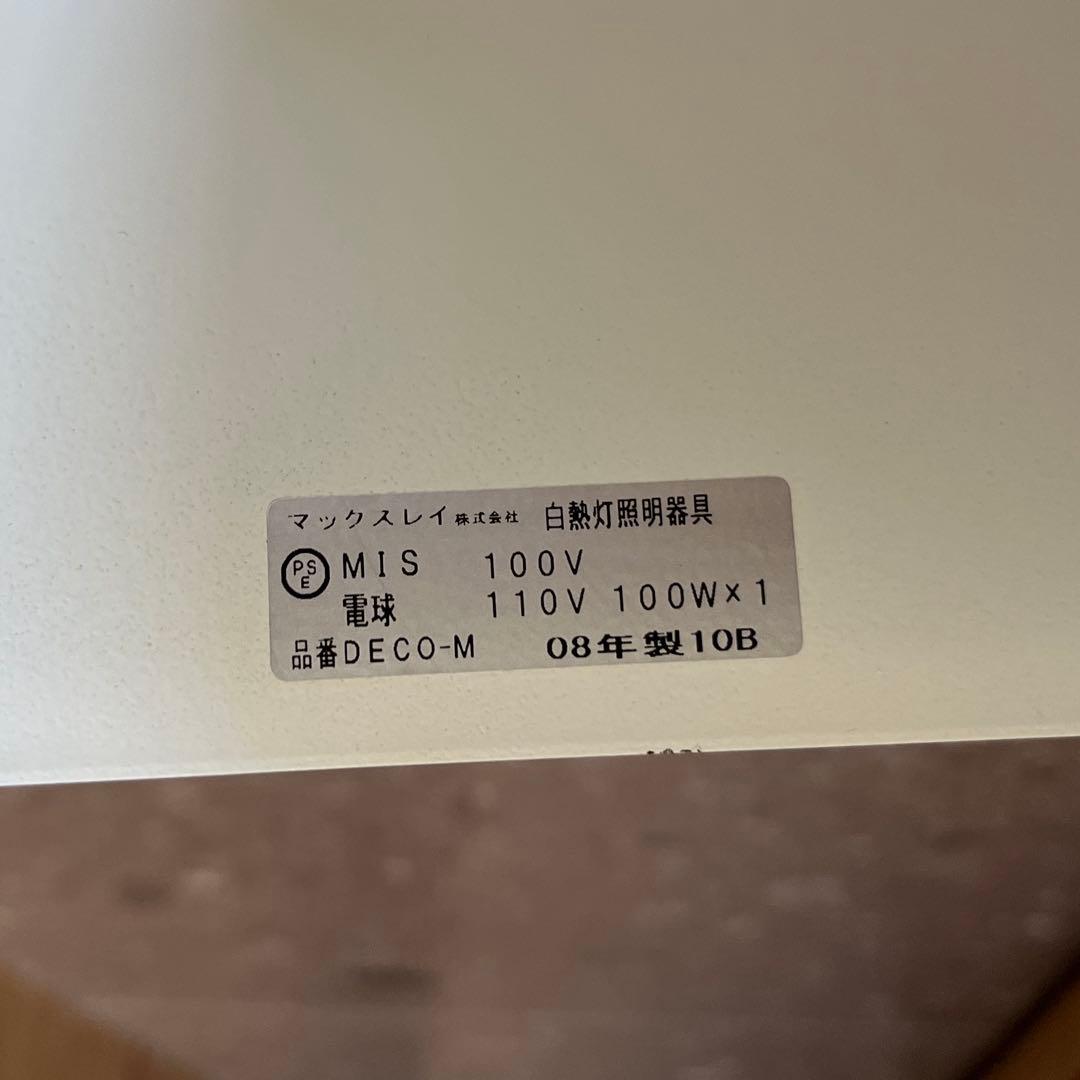 マックスレイ株式会社 白熱灯照明器具
PSE MIS 100V
電球 110V 100W×1
品番DECO-M 08年製10B